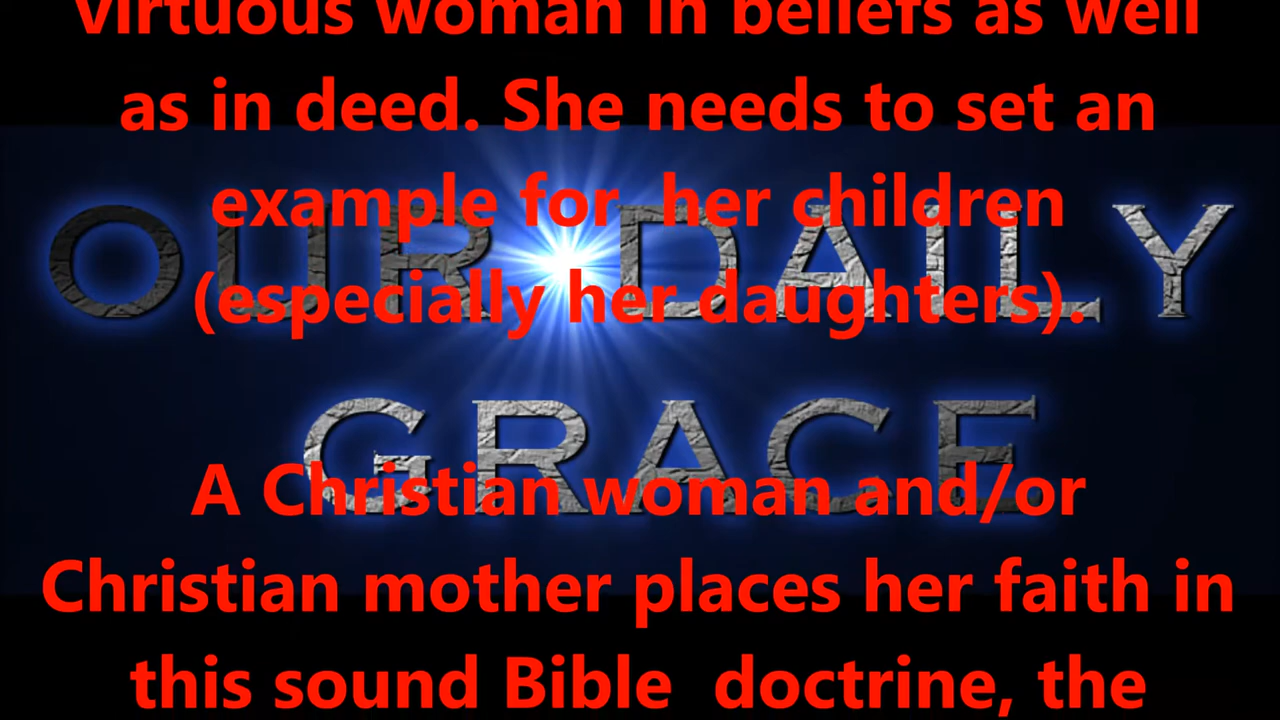 virtuous woman in beliefs as well
as in deed. She needs to set an
example for  her children
(especially her daughters).
A Christian woman and/or
Christian mother places her faith in
this sound Bible  doctrine, the
OUR DAILY
GRACE